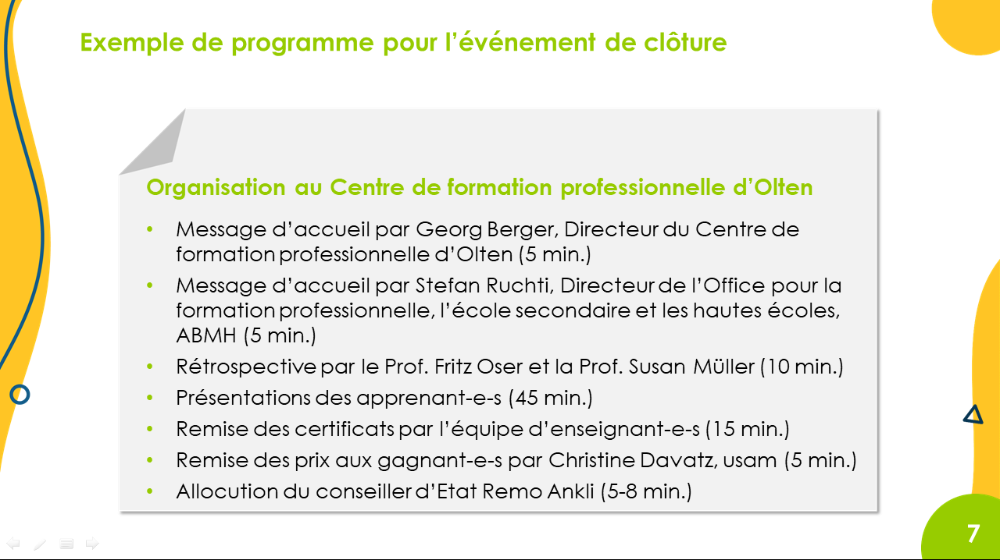 Exemple de programme pour l’événement de clôture
Organisation au Centre de formation professionnelle d’Olten
• Message d’accueil par Georg Berger, Directeur du Centre de
formation professionnelle d’Olten (5 min.)
• Message d’accueil par Stefan Ruchti, Directeur de l’Office pour la
formation professionnelle, l’école secondaire et les hautes écoles,
ABMH (5 min.)
• Rétrospective par le Prof. Fritz Oser et la Prof. Susan Müller (10 min.)
• Présentations des apprenant-e-s (45 min.)
• Remise des certificats par l’équipe d’enseignant-e-s (15 min.)
• Remise des prix aux gagnant-e-s par Christine Davatz, usam (5 min.)
• Allocution du conseiller d’Etat Remo Ankli (5-8 min.)
7